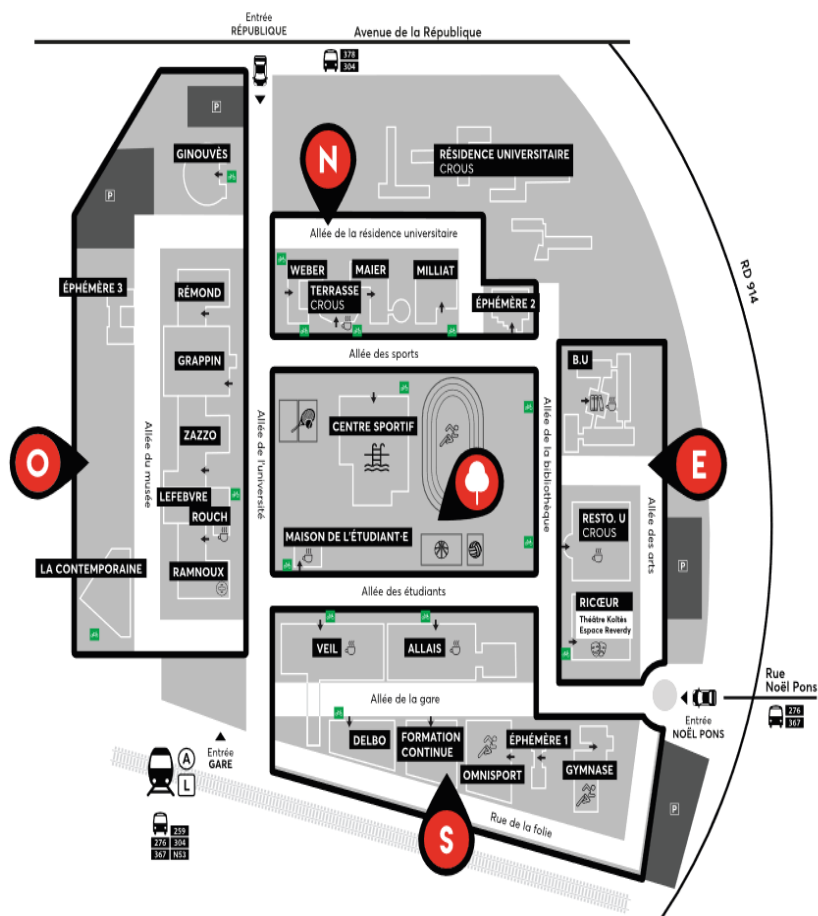 Entrée
RÉPUBLIQUE
Avenue de la République
378
304
P
GINOUVÈS
P
N
RÉSIDENCE UNIVERSITAIRE
CROUS
Allée de la résidence universitaire
WEBER
MAIER
MILLIAT
TERRASSE
CROUS
ÉPHÉMÈRE 2
ÉPHÉMÈRE 3
RÉMOND
RD 914
Allée des sports
GRAPPIN
B.U
ZAZZO
Allée du musée
Allée de l'université
CENTRE SPORTIF
Allée de la bibliothèque
O
E
LEFEBVRE
ROUCH
MAISON DE L'ÉTUDIANT·E
RESTO. U
CROUS
Allée des arts
LA CONTEMPORAINE
RAMNOUX
P
Allée des étudiants
RICŒUR
Théâtre Koltès
Espace Reverdy
VEIL
ALLAIS
Allée de la gare
Rue
Noël Pons
276
367
Entrée
NOËL PONS
DELBO
FORMATION
CONTINUE
ÉPHÉMÈRE 1
OMNISPORT
GYMNASE
Entrée
GARE
A
L
P
Rue de la folie
S
259
276 304
367 N53